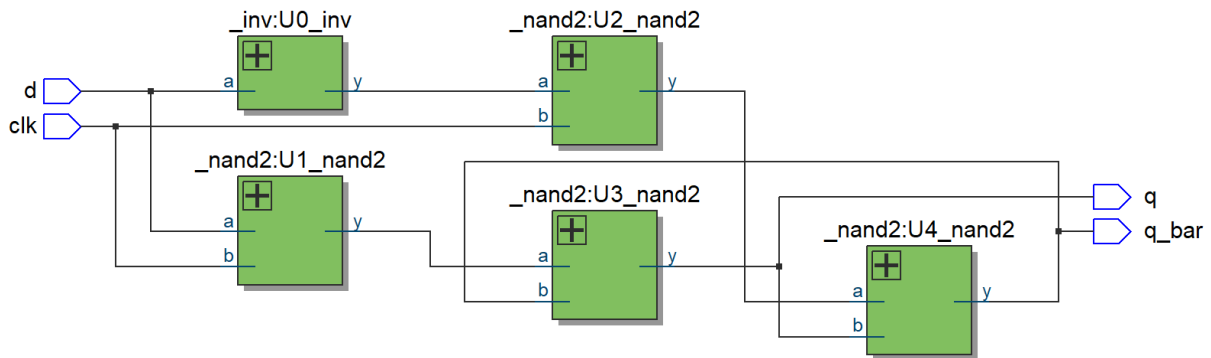 _inv:U0_inv
_nand2:U2_nand2
d
a
y
a
y
clk
b
_nand2:U1_nand2
_nand2:U3_nand2
q
a
y
_nand2:U4_nand2
q_bar
b
a
y
b
a
y
b